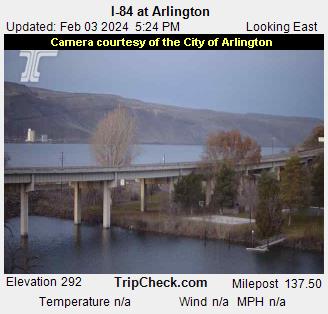 I-84 at Arlington
Updated: Feb 03 2024 5:24 PM Looking East
Camera courtesy of the City of Arlington
Elevation 292 TripCheck.com Milepost 137.50
Temperature n/a Wind n/a MPH n/a